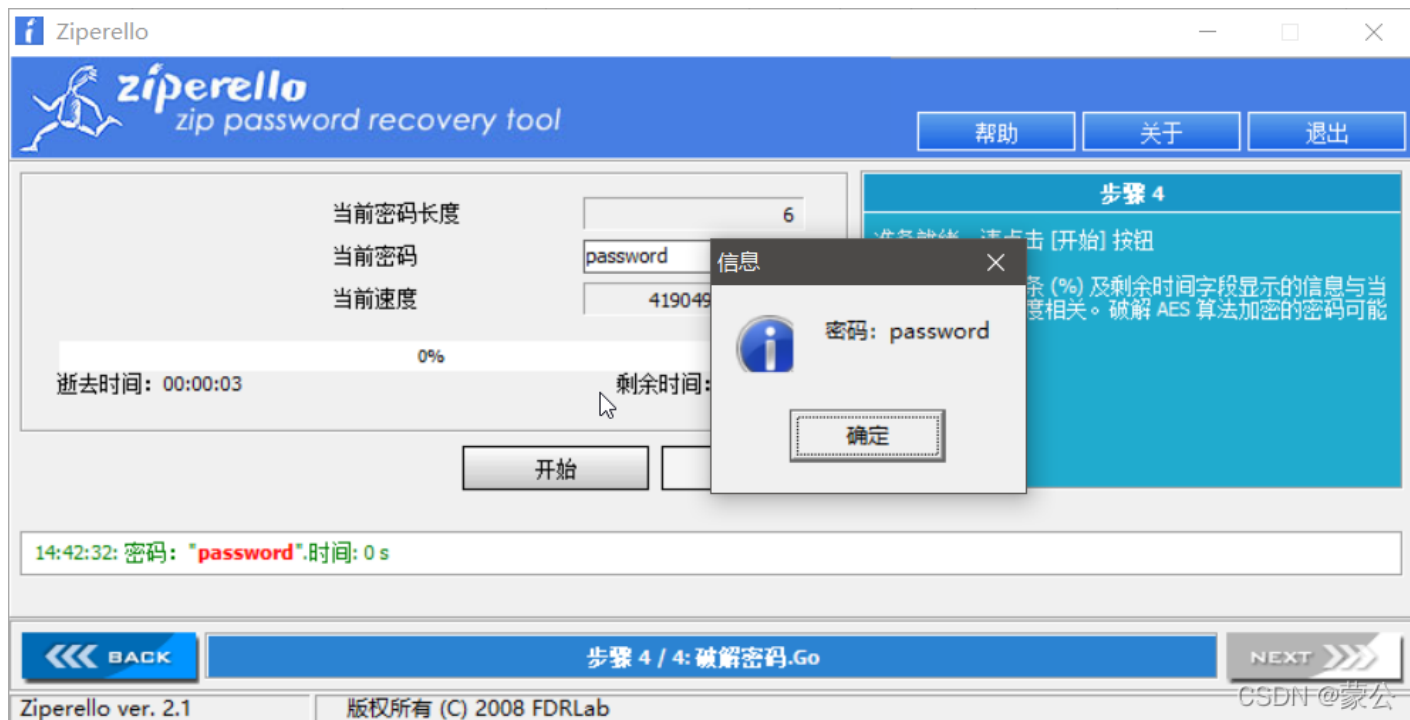 Ziperello
ziperello
zip password recovery tool
帮助 关于 退出
当前密码长度 6
当前密码 password
当前速度 419049
0%
逝去时间：00:00:03 剩余时间：
开始
步骤 4
请点击 [开始] 按钮
条 (%) 及剩余时间字段显示的信息与当
度相关。破解 AES 算法加密的密码可能
信息
密码：password
确定
14:42:32: 密码："password".时间: 0 s
BACK 步骤 4 / 4: 破解密码.Go NEXT
Ziperello ver. 2.1 版权所有 (C) 2008 FDRLab
CSDN @蒙公